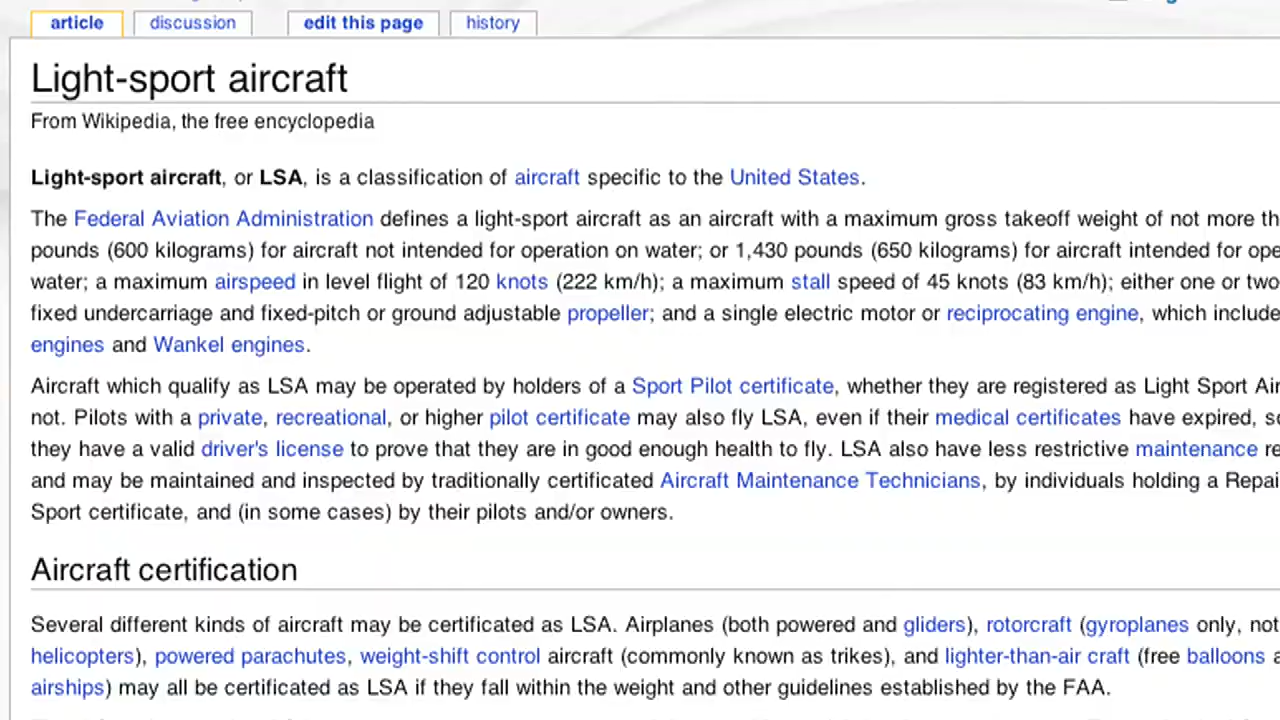 article discussion edit this page history
Light-sport aircraft
From Wikipedia, the free encyclopedia
Light-sport aircraft, or LSA, is a classification of aircraft specific to the United States.
The Federal Aviation Administration defines a light-sport aircraft as an aircraft with a maximum gross takeoff weight of not more th
pounds (600 kilograms) for aircraft not intended for operation on water; or 1,430 pounds (650 kilograms) for aircraft intended for ope
water; a maximum airspeed in level flight of 120 knots (222 km/h); a maximum stall speed of 45 knots (83 km/h); either one or two
fixed undercarriage and fixed-pitch or ground adjustable propeller; and a single electric motor or reciprocating engine, which include
engines and Wankel engines.
Aircraft which qualify as LSA may be operated by holders of a Sport Pilot certificate, whether they are registered as Light Sport Air
not. Pilots with a private, recreational, or higher pilot certificate may also fly LSA, even if their medical certificates have expired, so
they have a valid driver's license to prove that they are in good enough health to fly. LSA also have less restrictive maintenance re
and may be maintained and inspected by traditionally certificated Aircraft Maintenance Technicians, by individuals holding a Repai
Sport certificate, and (in some cases) by their pilots and/or owners.
Aircraft certification
Several different kinds of aircraft may be certificated as LSA. Airplanes (both powered and gliders), rotorcraft (gyroplanes only, not
helicopters), powered parachutes, weight-shift control aircraft (commonly known as trikes), and lighter-than-air craft (free balloons a
airships) may all be certificated as LSA if they fall within the weight and other guidelines established by the FAA.